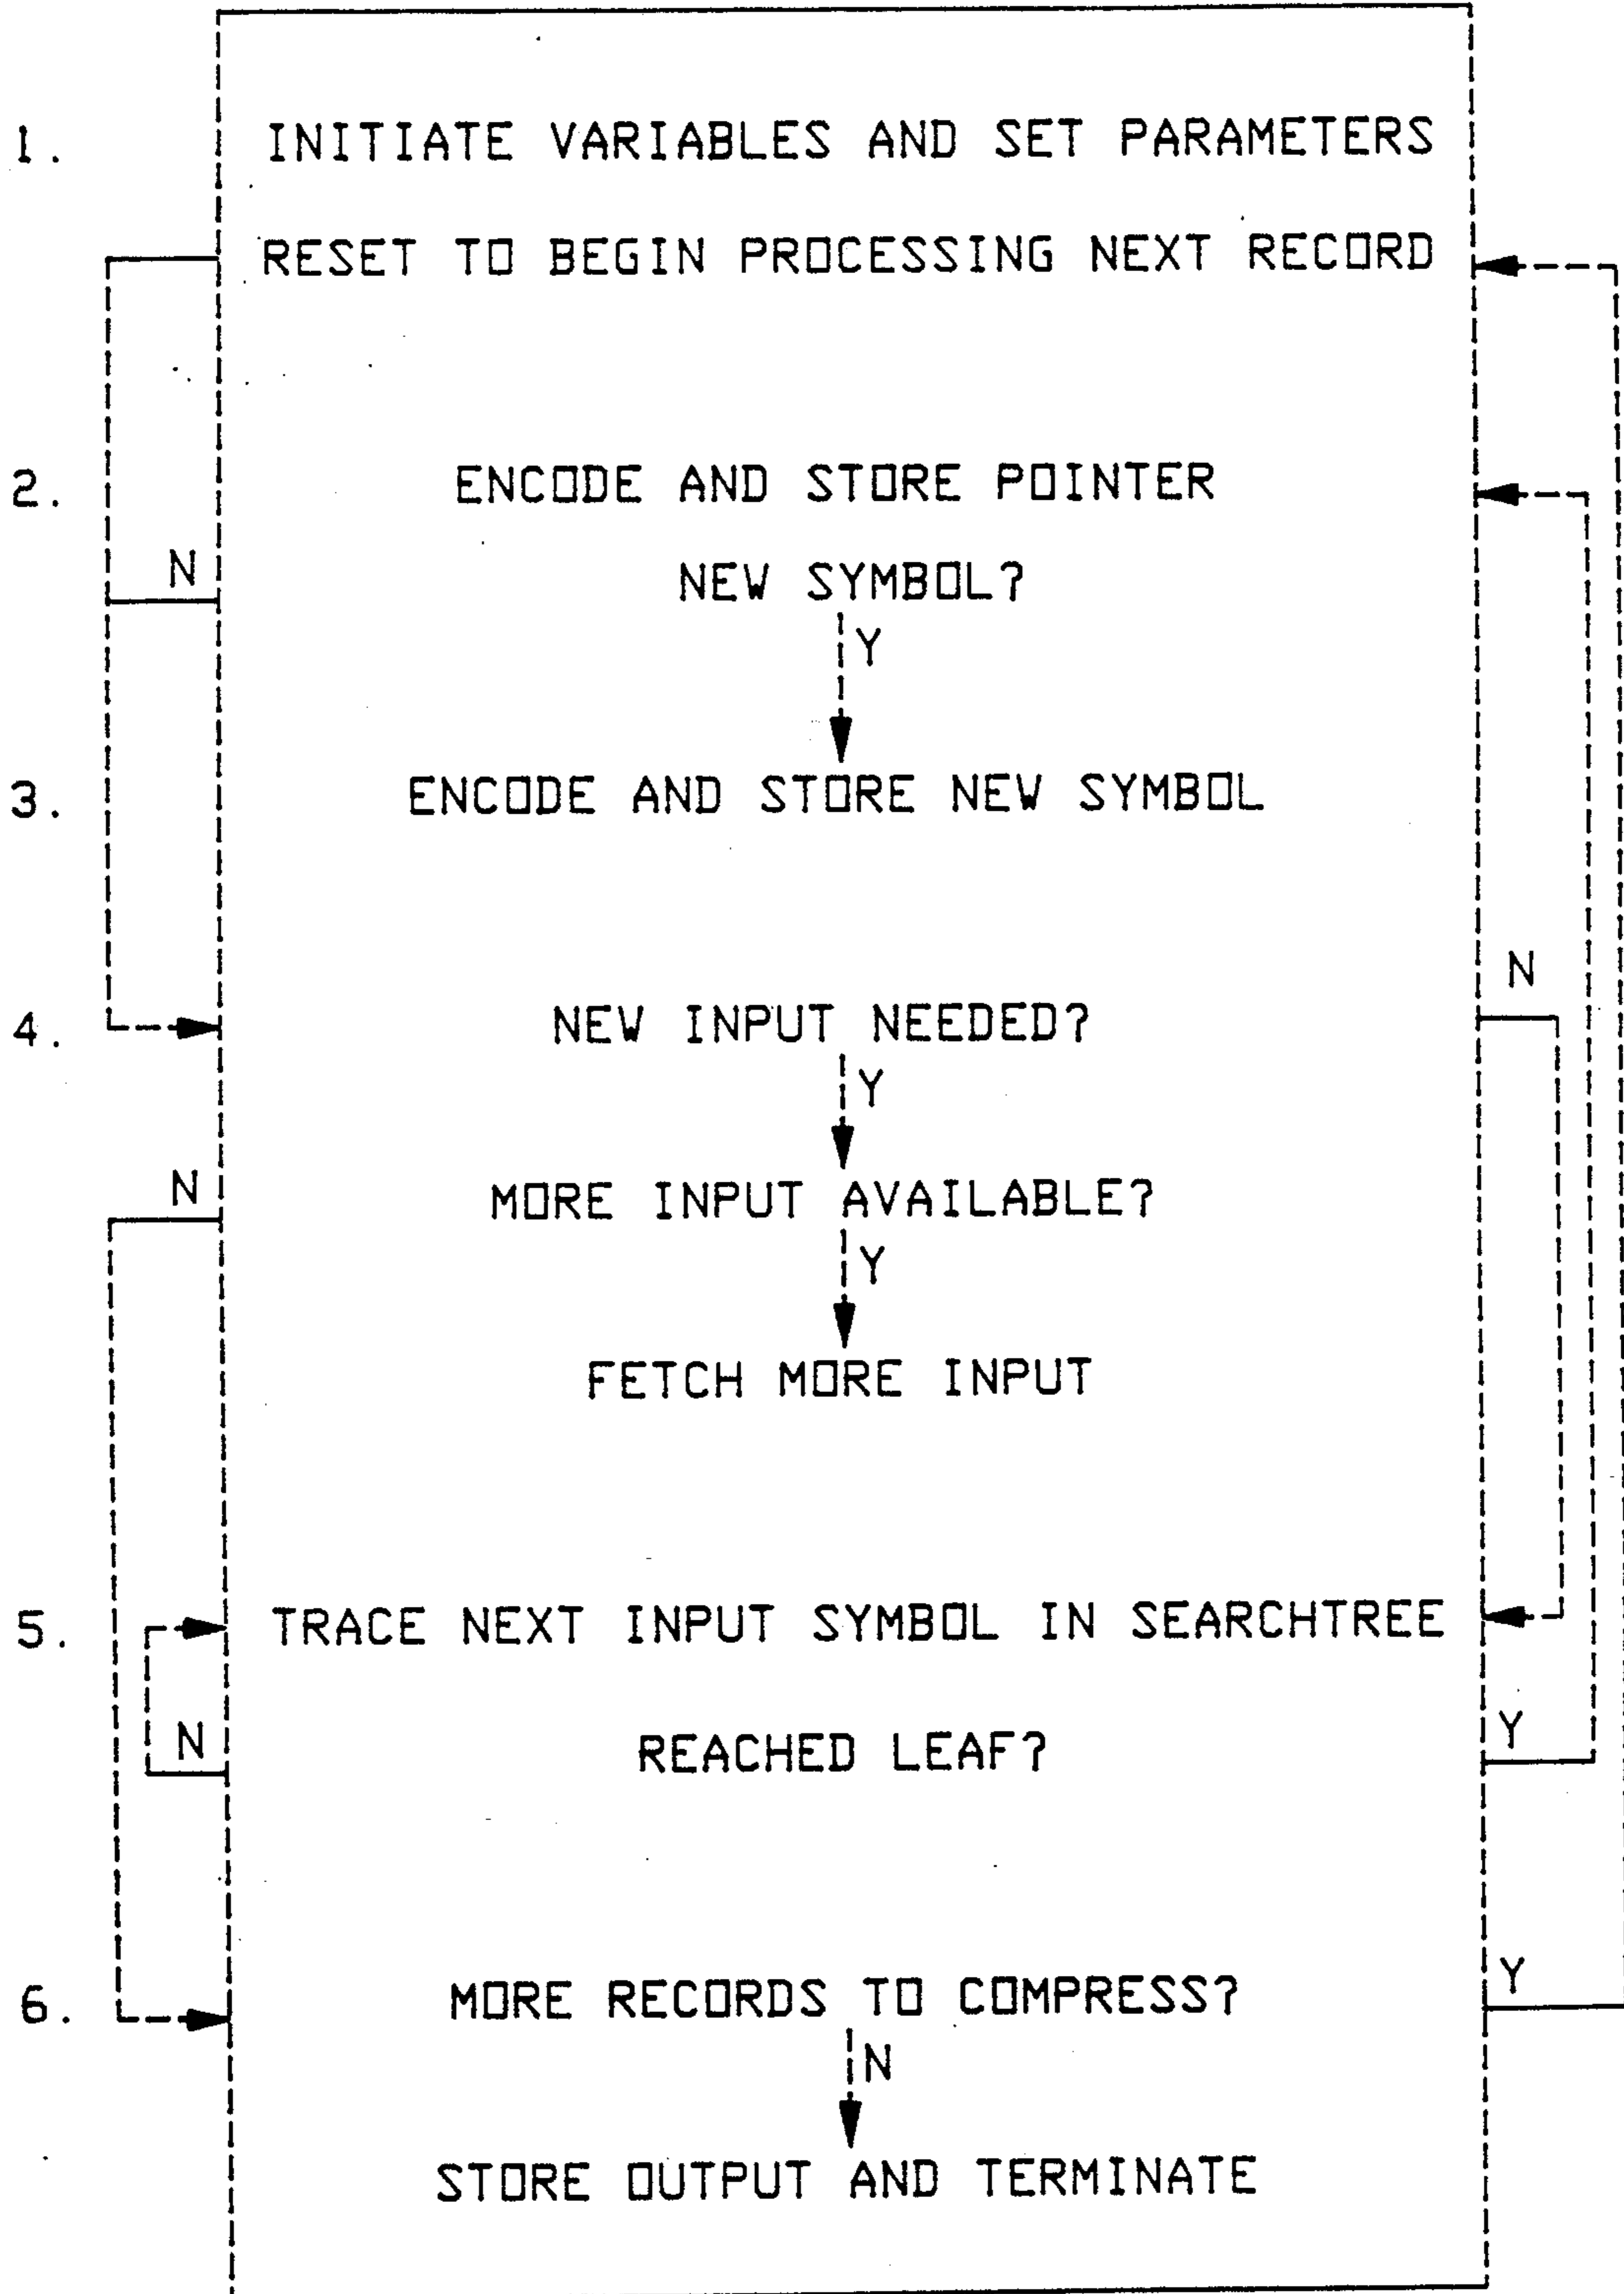 1. INITIATE VARIABLES AND SET PARAMETERS
RESET TO BEGIN PROCESSING NEXT RECORD
2. ENCODE AND STORE POINTER
N NEW SYMBOL?
Y
3. ENCODE AND STORE NEW SYMBOL
N
4. NEW INPUT NEEDED?
Y
N MORE INPUT AVAILABLE?
Y
FETCH MORE INPUT
5. TRACE NEXT INPUT SYMBOL IN SEARCHTREE
N REACHED LEAF? Y
6. MORE RECORDS TO COMPRESS? Y
N
STORE OUTPUT AND TERMINATE